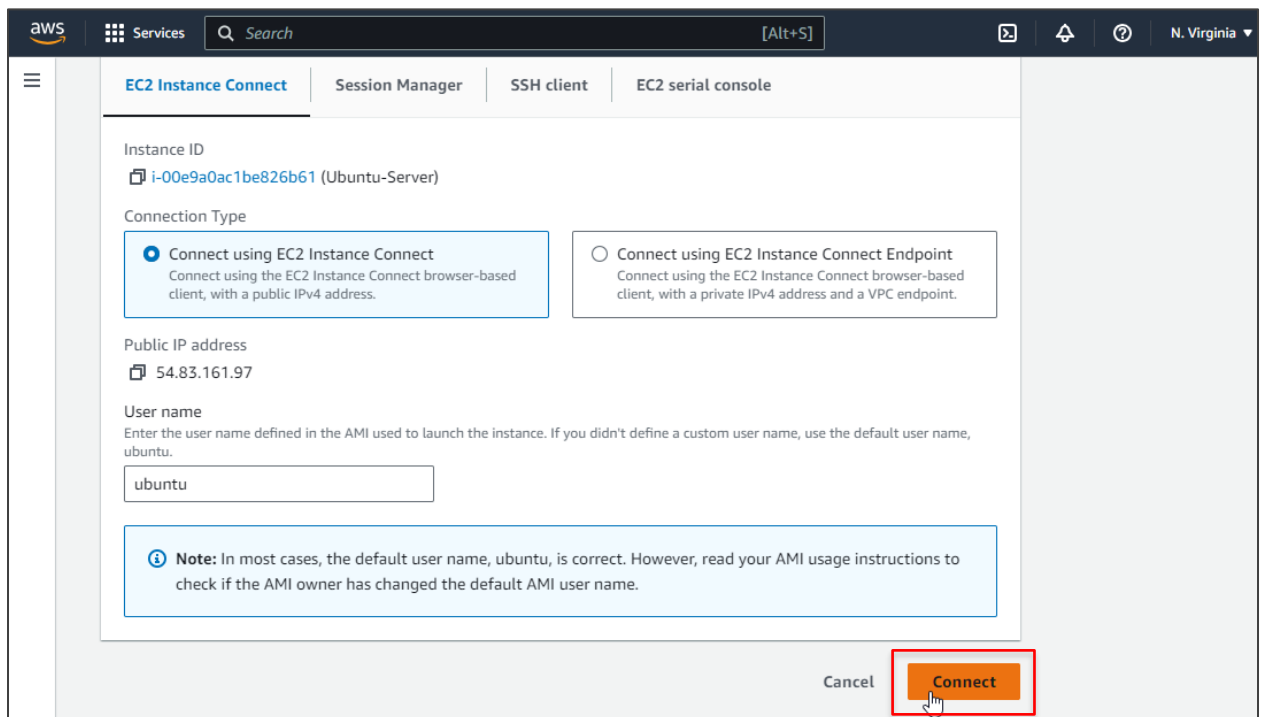 aws Services Search [Alt+S] N. Virginia
EC2 Instance Connect Session Manager SSH client EC2 serial console
Instance ID
i-00e9a0ac1be826b61 (Ubuntu-Server)
Connection Type
Connect using EC2 Instance Connect
Connect using the EC2 Instance Connect browser-based
client, with a public IPv4 address.
Connect using EC2 Instance Connect Endpoint
Connect using the EC2 Instance Connect browser-based
client, with a private IPv4 address and a VPC endpoint.
Public IP address
54.83.161.97
User name
Enter the user name defined in the AMI used to launch the instance. If you didn't define a custom user name, use the default user name,
ubuntu.
ubuntu
Note: In most cases, the default user name, ubuntu, is correct. However, read your AMI usage instructions to
check if the AMI owner has changed the default AMI user name.
Cancel Connect